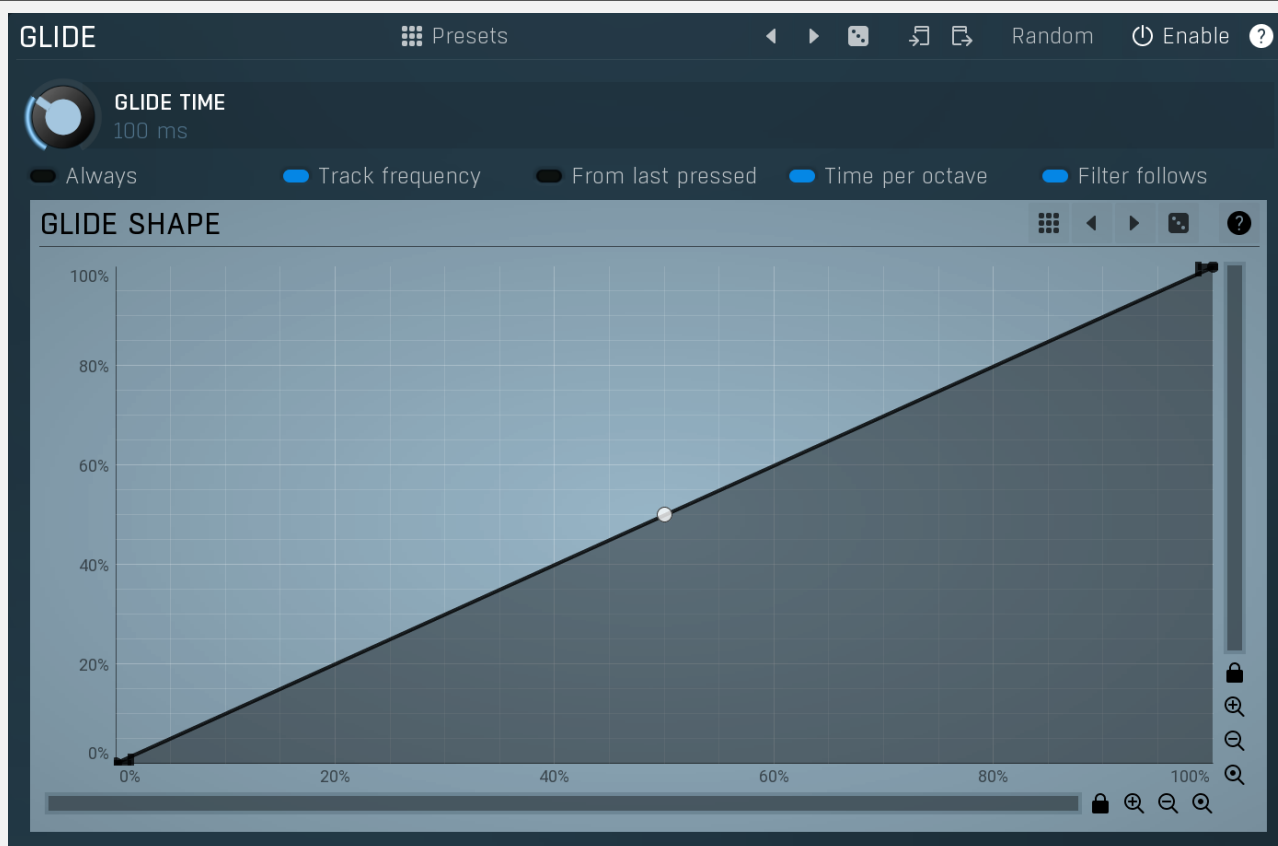 GLIDE Presets Random Enable ?
GLIDE TIME
100 ms
Always Track frequency From last pressed Time per octave Filter follows
GLIDE SHAPE ?
100%
80%
60%
40%
20%
0%
0% 20% 40% 60% 80% 100%